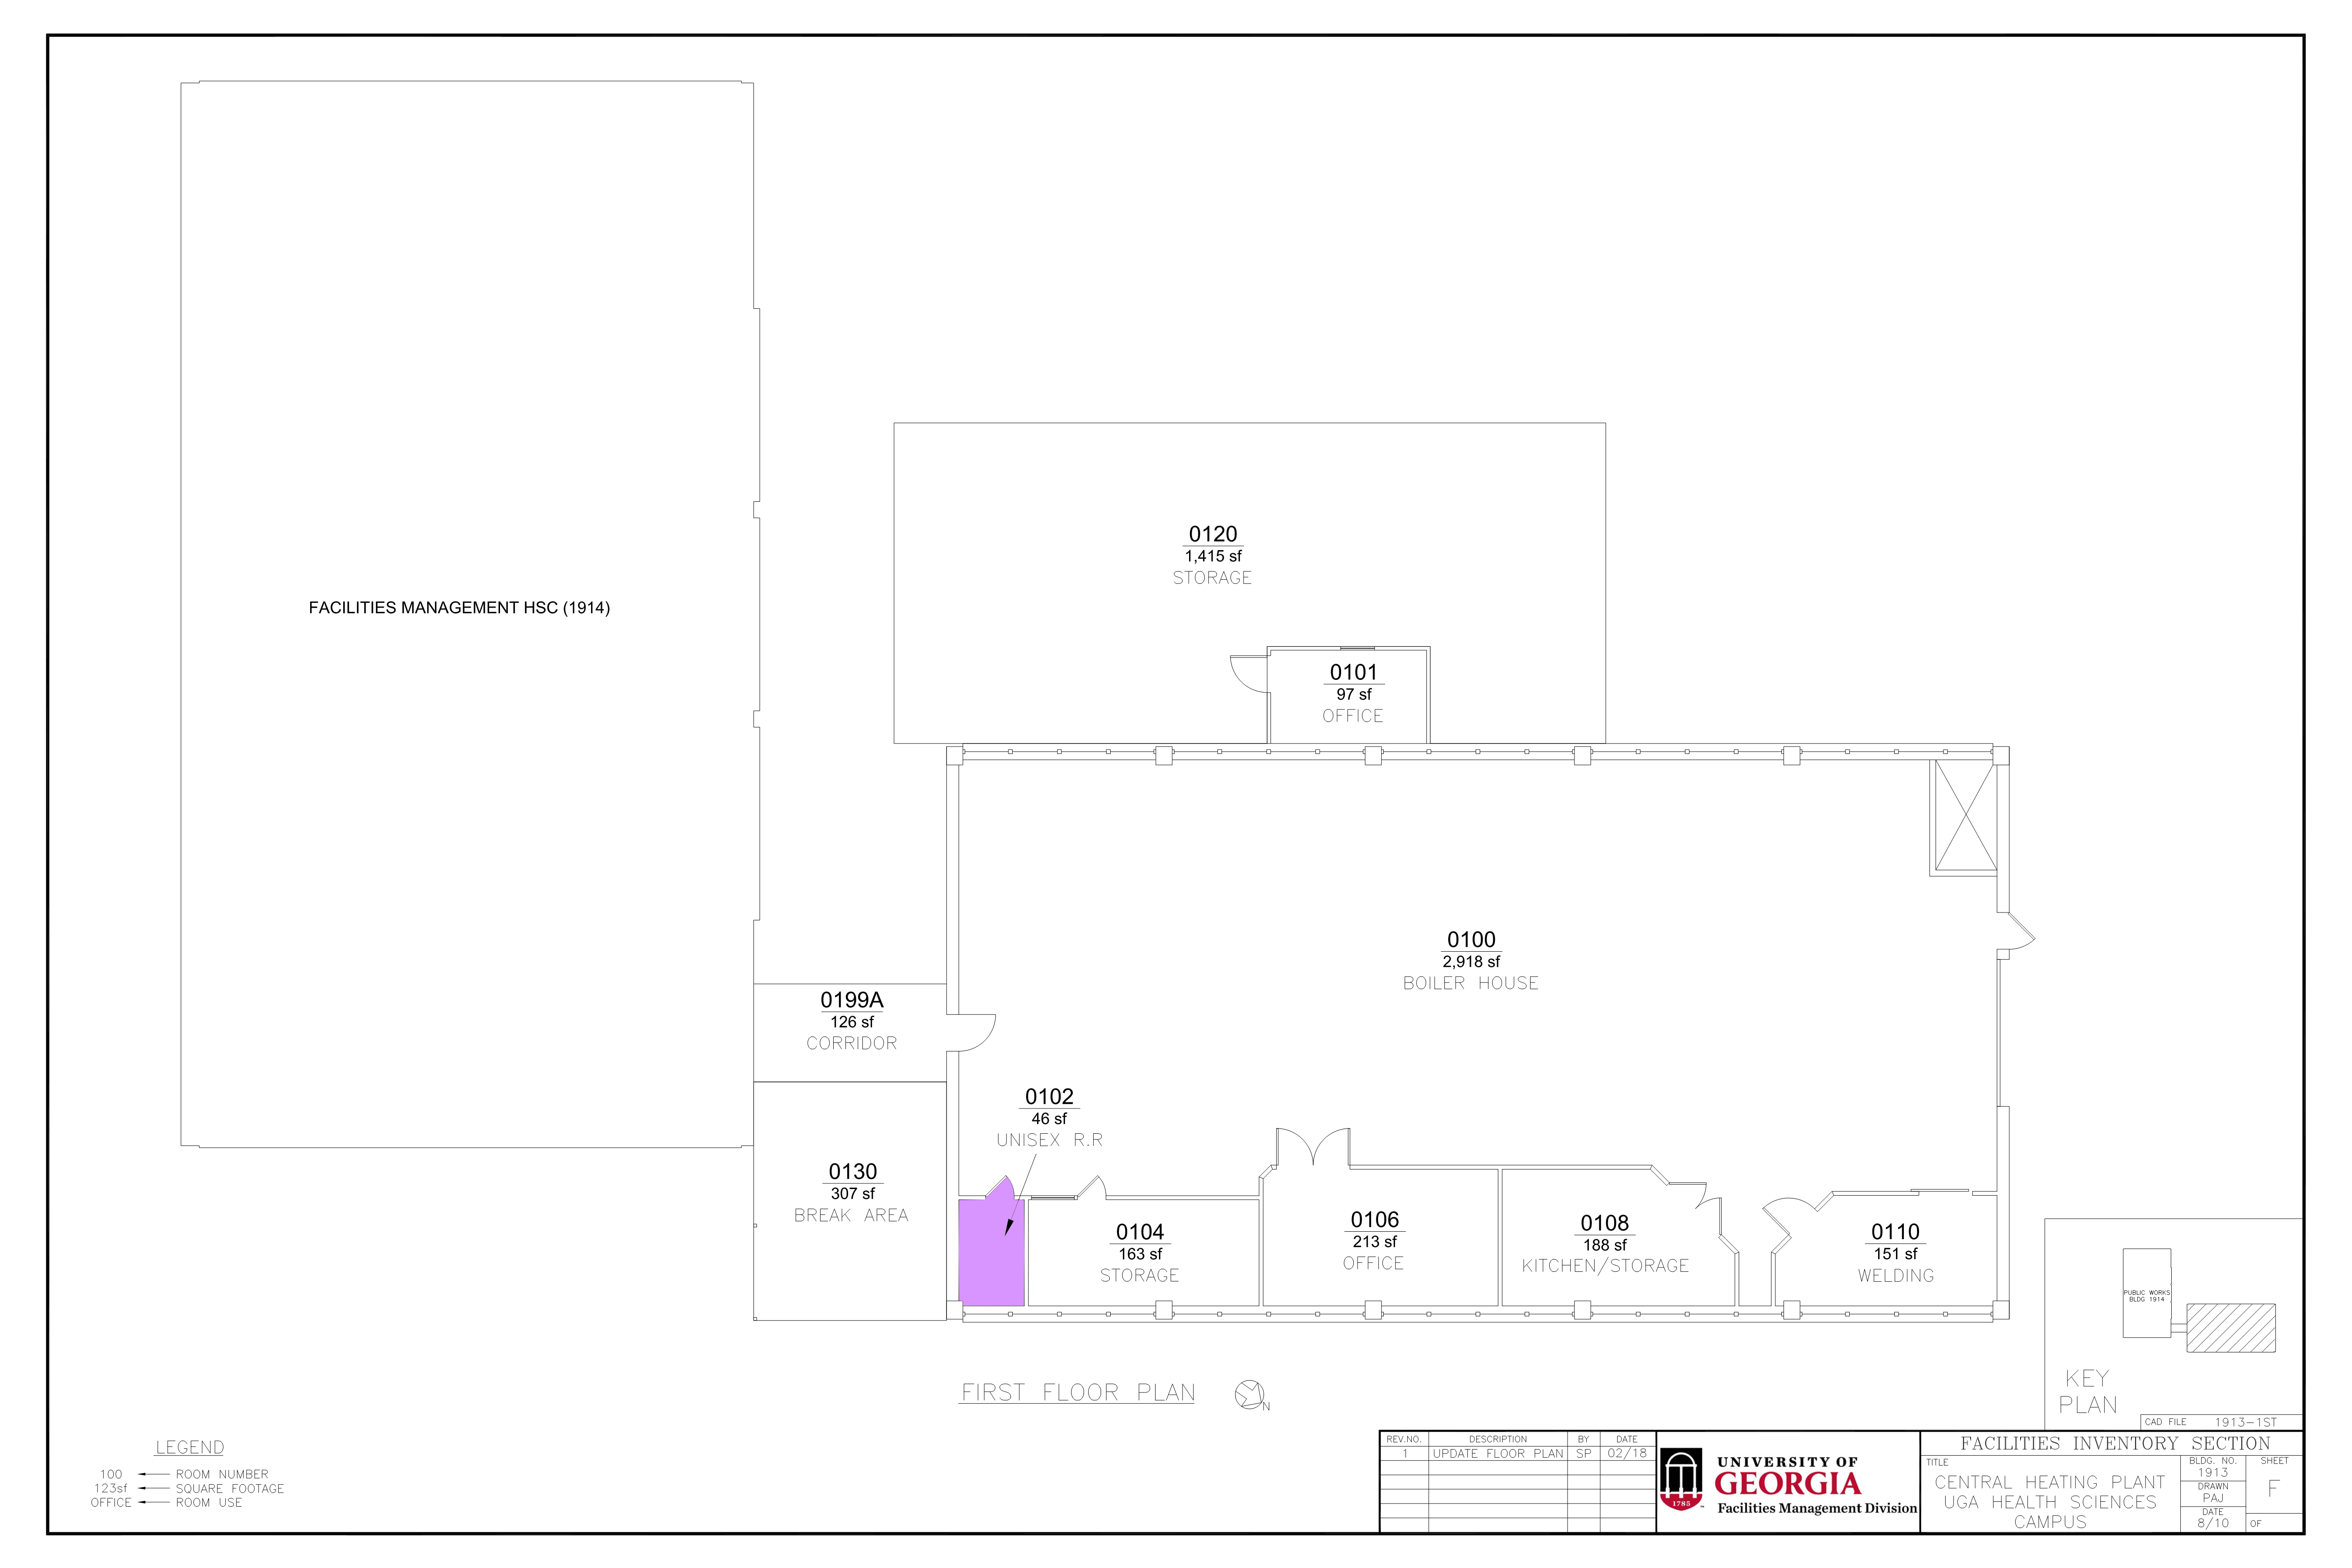 FACILITIES MANAGEMENT HSC (1914)
0120
1,415 sf
STORAGE
0101
97 sf
OFFICE
0100
2,918 sf
BOILER HOUSE
0199A
126 sf
CORRIDOR
0102
46 sf
UNISEX R.R
0130
307 sf
BREAK AREA
0104
163 sf
STORAGE
0106
213 sf
OFFICE
0108
188 sf
KITCHEN/STORAGE
0110
151 sf
WELDING
PUBLIC WORKS
BLDG 1914
KEY
PLAN
CAD FILE 1913-1ST
FIRST FLOOR PLAN
N
LEGEND
100 ROOM NUMBER
123sf SQUARE FOOTAGE
OFFICE ROOM USE
REV.NO. DESCRIPTION BY DATE
1 UPDATE FLOOR PLAN SP 02/18
1785
UNIVERSITY OF
GEORGIA
Facilities Management Division
FACILITIES INVENTORY SECTION
TITLE
CENTRAL HEATING PLANT
UGA HEALTH SCIENCES
CAMPUS
BLDG. NO.
1913
DRAWN
PAJ
DATE
8/10
SHEET
F
OF